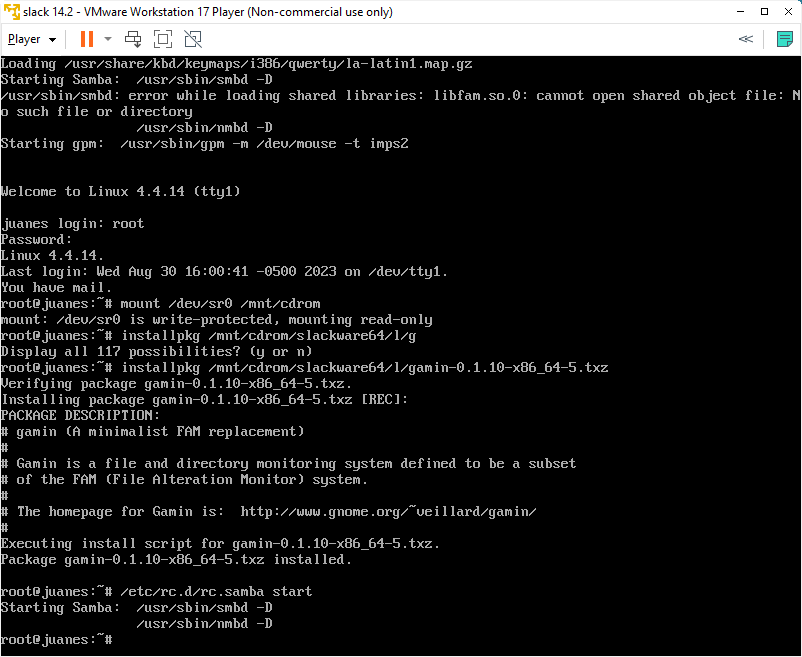 slack 14.2 - VMware Workstation 17 Player (Non-commercial use only)
Player
Loading /usr/share/kbd/keymaps/i386/qwerty/la-latin1.map.gz
Starting Samba:  /usr/sbin/smbd -D
/usr/sbin/smbd: error while loading shared libraries: libfam.so.0: cannot open shared object file: N
o such file or directory
                 /usr/sbin/nmbd -D
Starting gpm:  /usr/sbin/gpm -m /dev/mouse -t imps2
Welcome to Linux 4.4.14 (tty1)
juanes login: root
Password:
Linux 4.4.14.
Last login: Wed Aug 30 16:00:41 -0500 2023 on /dev/tty1.
You have mail.
root@juanes:~# mount /dev/sr0 /mnt/cdrom
mount: /dev/sr0 is write-protected, mounting read-only
root@juanes:~# installpkg /mnt/cdrom/slackware64/l/g
Display all 117 possibilities? (y or n)
root@juanes:~# installpkg /mnt/cdrom/slackware64/l/gamin-0.1.10-x86_64-5.txz
Verifying package gamin-0.1.10-x86_64-5.txz.
Installing package gamin-0.1.10-x86_64-5.txz [REC]:
PACKAGE DESCRIPTION:
# gamin (A minimalist FAM replacement)
#
# Gamin is a file and directory monitoring system defined to be a subset
# of the FAM (File Alteration Monitor) system.
#
# The homepage for Gamin is:  http://www.gnome.org/~veillard/gamin/
#
Executing install script for gamin-0.1.10-x86_64-5.txz.
Package gamin-0.1.10-x86_64-5.txz installed.
root@juanes:~# /etc/rc.d/rc.samba start
Starting Samba:  /usr/sbin/smbd -D
                 /usr/sbin/nmbd -D
root@juanes:~#